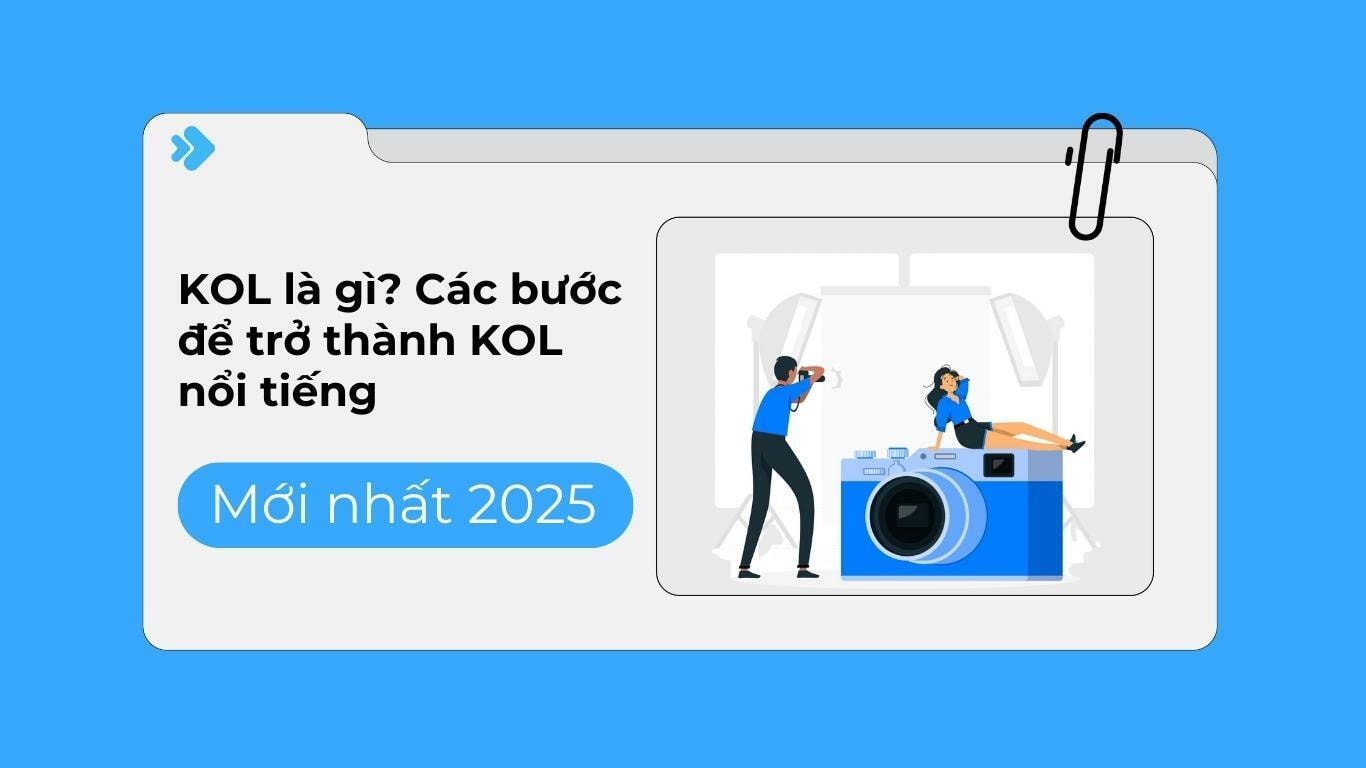 KOL là gì? Các bước
để trở thành KOL
nổi tiếng
Mới nhất 2025